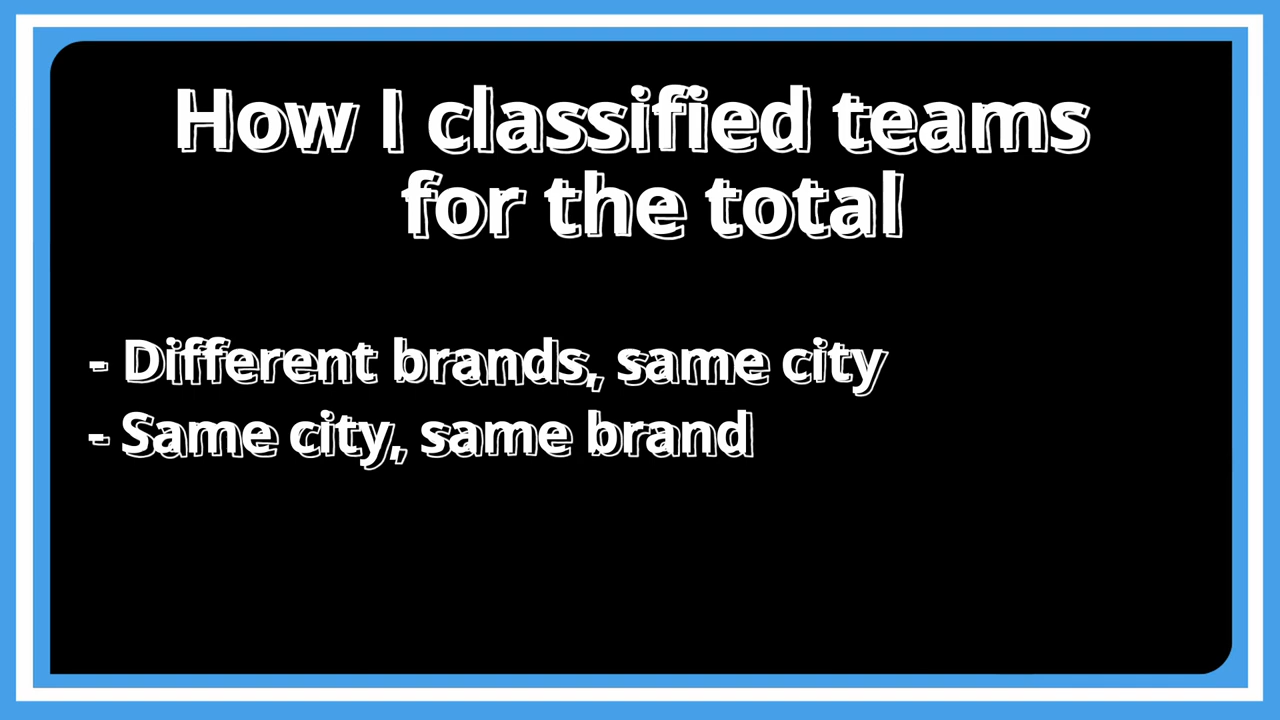 How I classified teams
for the total
- Different brands, same city
- Same city, same brand